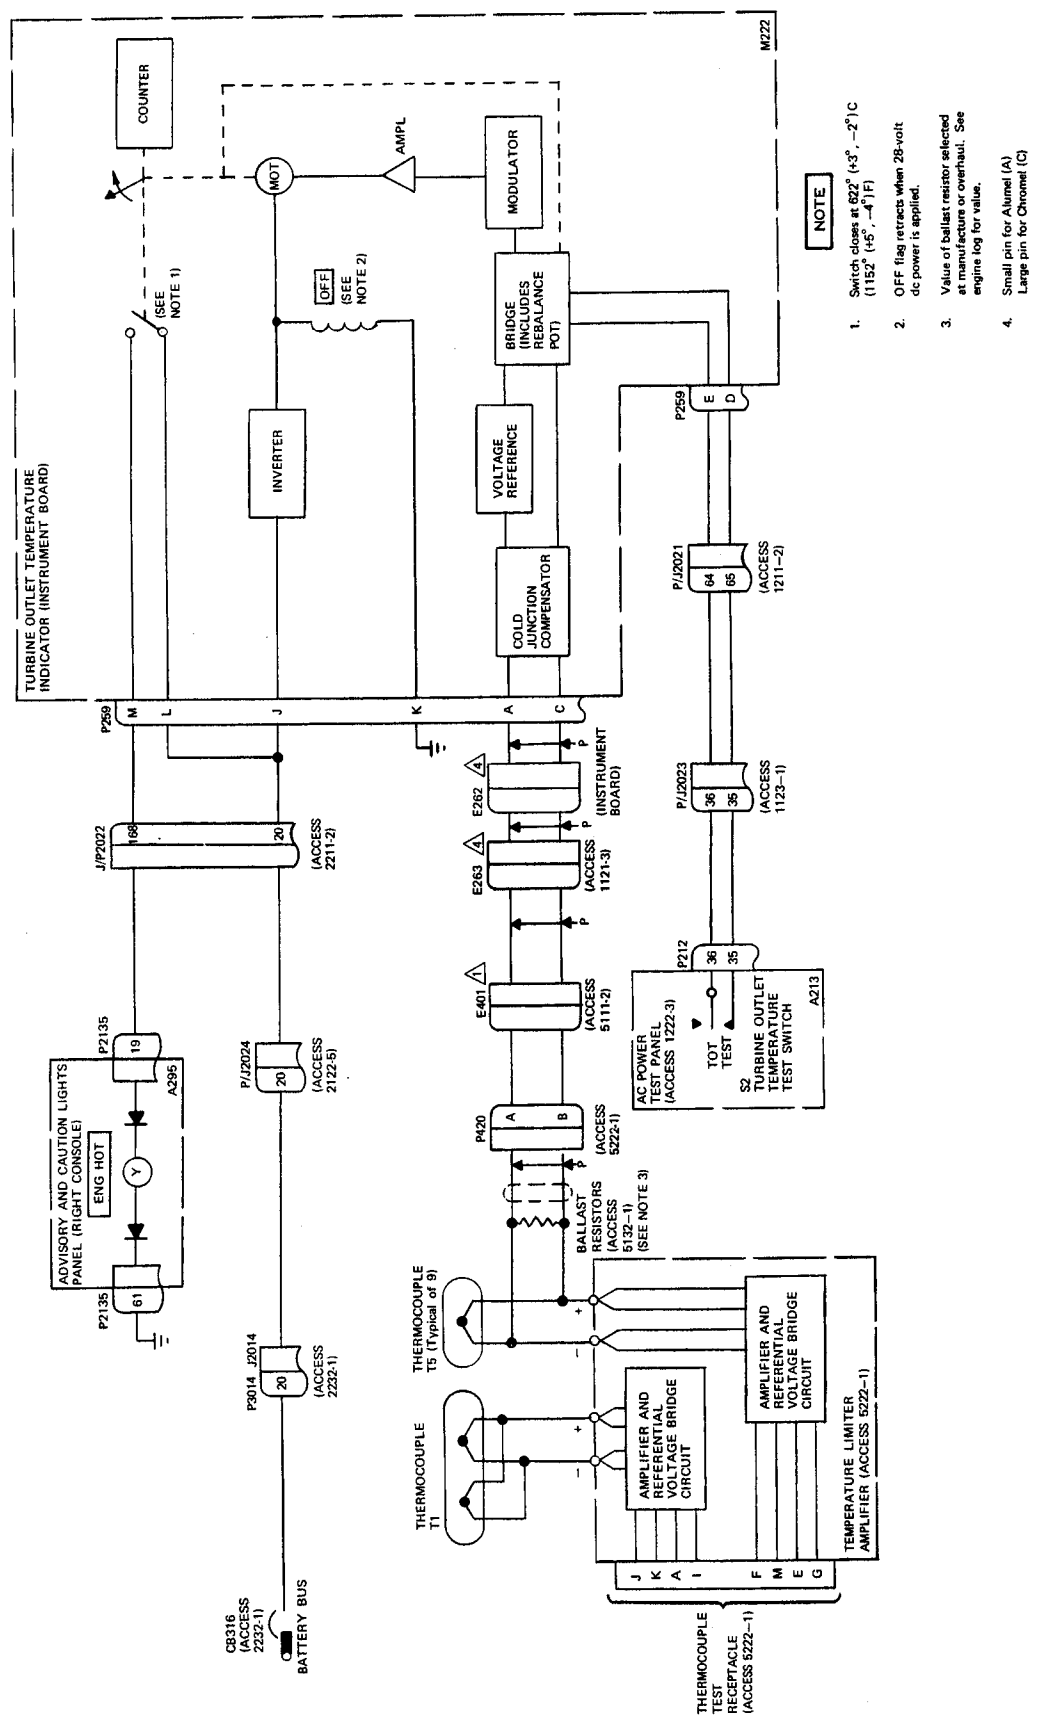 TURBINE OUTLET TEMPERATURE
INDICATOR (INSTRUMENT BOARD)
COUNTER
M222
(SEE
NOTE 1)
MOT
AMPL
MODULATOR
OFF
(SEE
NOTE 2)
BRIDGE
(INCLUDES
REBALANCE
POT)
INVERTER
VOLTAGE
REFERENCE
COLD
JUNCTION
COMPENSATOR
P259
M
L
J
K
A
C
P259
E
D
J/P2022
168
20
(ACCESS
2211-2)
P
4
E262
(INSTRUMENT
BOARD)
P
4
E263
(ACCESS
1121-3)
P
1
E401
(ACCESS
5111-2)
P420
A
B
(ACCESS
5222-1)
P
BALLAST
RESISTORS
(ACCESS
5132-1)
(SEE NOTE 3)
P/J2021
64
65
(ACCESS
1211-2)
P/J2023
36
35
(ACCESS
1123-1)
P212
36
35
AC POWER
TEST PANEL
(ACCESS 1222-3)
TOT
TEST
S2
TURBINE OUTLET
TEMPERATURE
TEST SWITCH
A213
ADVISORY AND CAUTION LIGHTS
PANEL (RIGHT CONSOLE)
ENG HOT
Y
A295
P2135
19
P2135
61
P/J2024
20
(ACCESS
2122-5)
P3014 J2014
20
(ACCESS
2232-1)
CB316
(ACCESS
2232-1)
BATTERY BUS
THERMOCOUPLE
T5 (Typical of 9)
+
-
THERMOCOUPLE
T1
+
-
AMPLIFIER AND
REFERENTIAL
VOLTAGE BRIDGE
CIRCUIT
AMPLIFIER AND
REFERENTIAL
VOLTAGE BRIDGE
CIRCUIT
TEMPERATURE LIMITER
AMPLIFIER (ACCESS 5222-1)
J
K
A
I
F
M
E
G
THERMOCOUPLE
TEST
RECEPTACLE
(ACCESS 5222-1)
NOTE
1. Switch closes at 622° (+3°, -2°) C
(1152° (+5°, -4°) F)
2. OFF flag retracts when 28-volt
dc power is applied.
3. Value of ballast resistor selected
at manufacture or overhaul. See
engine log for value.
4. Small pin for Alumel (A)
Large pin for Chromel (C)